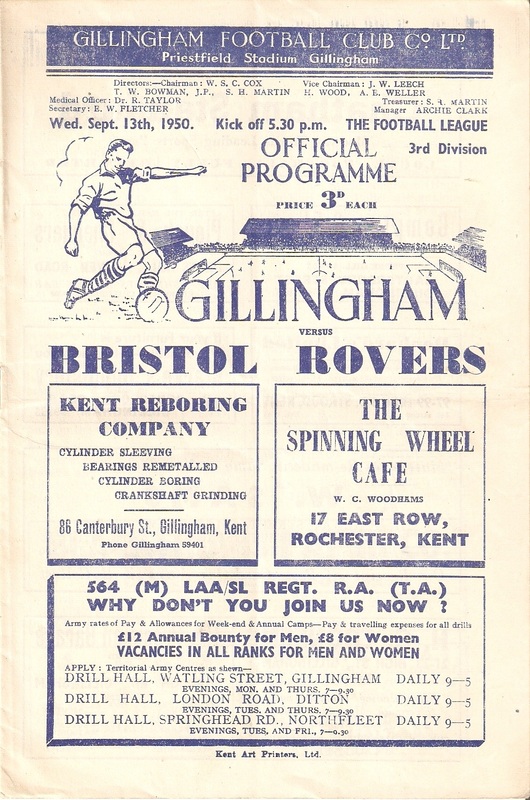 GILLINGHAM FOOTBALL CLUB Co LTD.
Priestfield Stadium Gillingham
Directors:—Chairman: W. S. C. COX Vice Chairman: J. W. LEECH
T. W. BOWMAN, J.P., S. H. MARTIN H. WOOD, A. E. WELLER
Medical Officer: Dr. R. TAYLOR Treasurer: S. H. MARTIN
Secretary: E. W. FLETCHER Manager ARCHIE CLARK
Wed. Sept. 13th, 1950. Kick off 5.30 p.m. THE FOOTBALL LEAGUE
3rd Division
OFFICIAL
PROGRAMME
PRICE 3D EACH
GILLINGHAM
VERSUS
BRISTOL ROVERS
KENT REBORING
COMPANY
CYLINDER SLEEVING
BEARINGS REMETALLED
CYLINDER BORING
CRANKSHAFT GRINDING
86 Canterbury St., Gillingham, Kent
Phone Gillingham 59401
THE
SPINNING WHEEL
CAFE
W. C. WOODHAMS
17 EAST ROW,
ROCHESTER, KENT
564 (M) LAA/SL REGT. R.A. (T.A.)
WHY DON'T YOU JOIN US NOW ?
Army rates of Pay & Allowances for Week-end & Annual Camps—Pay & travelling expenses for all drills
£12 Annual Bounty for Men, £8 for Women
VACANCIES IN ALL RANKS FOR MEN AND WOMEN
APPLY: Territorial Army Centres as shewn—
DRILL HALL, WATLING STREET, GILLINGHAM DAILY 9—5
EVENINGS, MON. AND THURS. 7—9.30
DRILL HALL, LONDON ROAD, DITTON DAILY 9—5
EVENINGS, TUES. AND THURS. 7—9.30
DRILL HALL, SPRINGHEAD RD., NORTHFLEET DAILY 9—5
EVENINGS, TUES, AND FRI., 7—9.30
Kent Art Printers, Ltd.